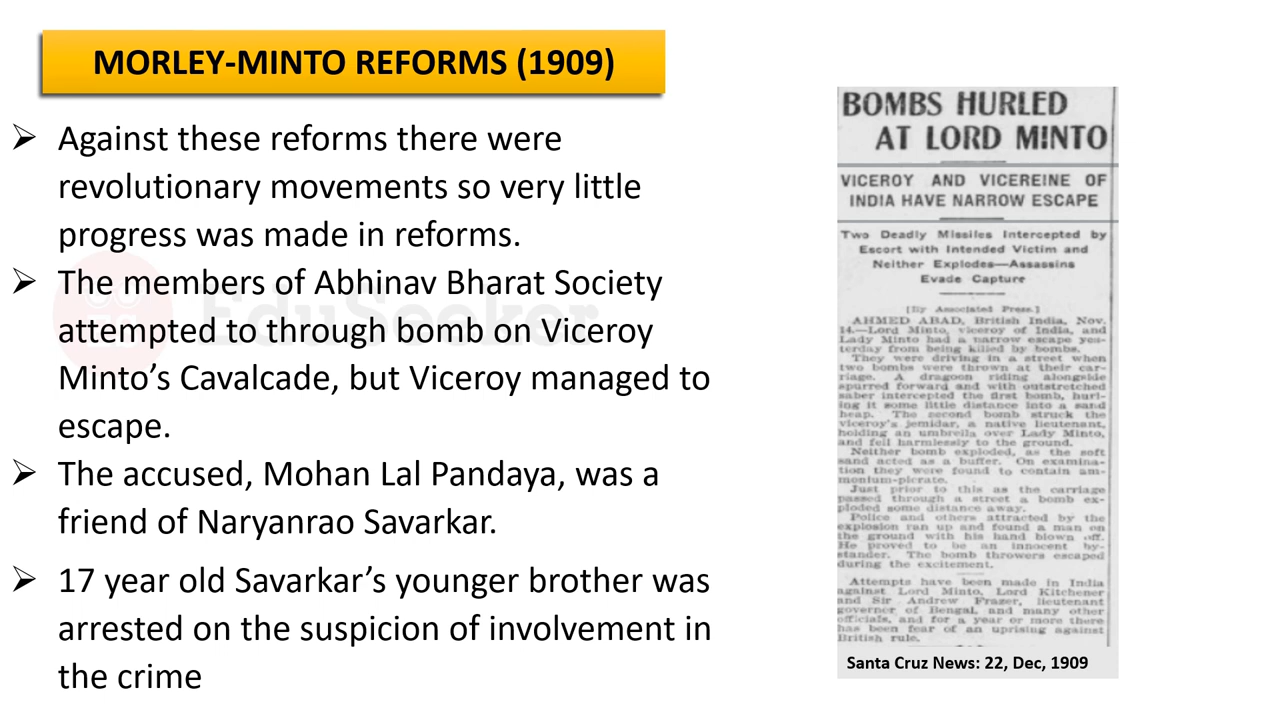 MORLEY-MINTO REFORMS (1909)
➢ Against these reforms there were
revolutionary movements so very little
progress was made in reforms.
➢ The members of Abhinav Bharat Society
attempted to through bomb on Viceroy
Minto’s Cavalcade, but Viceroy managed to
escape.
➢ The accused, Mohan Lal Pandaya, was a
friend of Naryanrao Savarkar.
➢ 17 year old Savarkar’s younger brother was
arrested on the suspicion of involvement in
the crime
EduSeeker
BOMBS HURLED
AT LORD MINTO
VICEROY AND VICEREINE OF
INDIA HAVE NARROW ESCAPE
Two Deadly Missiles Intercepted by
Escort with Intended Victim and
Neither Explodes—Assassins
Evade Capture
[By Associated Press.]
AHMED ABAD, British India, Nov.
14.—Lord Minto, viceroy of India, and
Lady Minto had a narrow escape yes-
terday from being killed by bombs.
They were driving in a street when
two bombs were thrown at their car-
riage. A dragoon riding alongside
spurred forward and with outstretched
saber intercepted the first bomb, hurl-
ing it some little distance into a sand
heap. The second bomb struck the
viceroy's jemidar, a native lieutenant,
holding an umbrella over Lady Minto,
and fell harmlessly to the ground.
Neither bomb exploded, as the soft
sand acted as a buffer. On examina-
tion they were found to contain am-
monium-picrate.
Just prior to this as the carriage
passed through a street a bomb ex-
ploded some distance away.
Police and others attracted by the
explosion ran up and found a man on
the ground with his hand blown off.
He proved to be an innocent by-
stander. The bomb throwers escaped
during the excitement.
Attempts have been made in India
against Lord Minto, Lord Kitchener
and Sir Andrew Frazer, lieutenant
governor of Bengal, and many other
officials, and for a year or more there
has been fear of an uprising against
British rule.
Santa Cruz News: 22, Dec, 1909